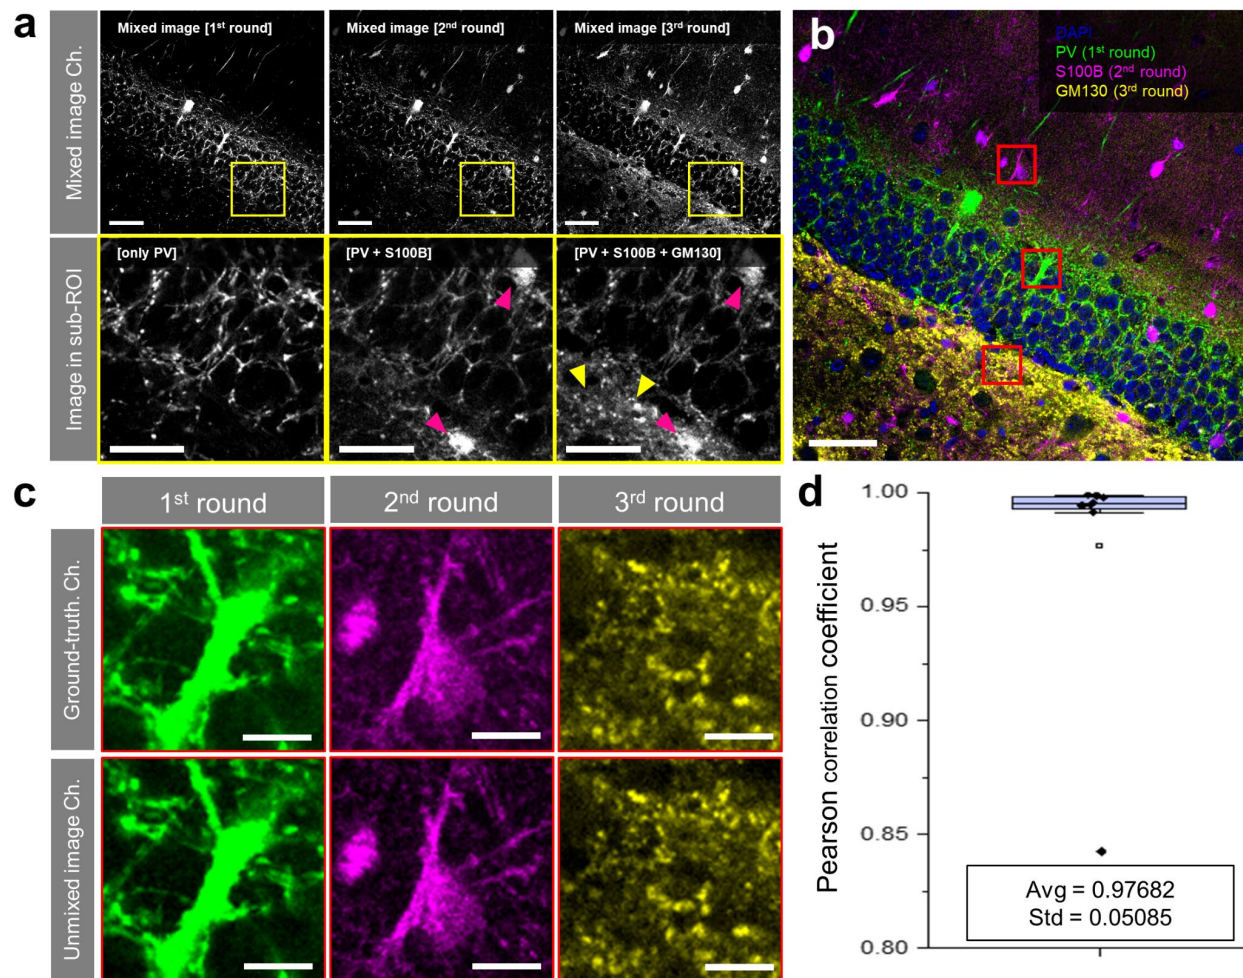 a
Mixed image Ch.
Mixed image [1st round]
Mixed image [2nd round]
Mixed image [3rd round]
Image in sub-ROI
[only PV]
[PV + S100B]
[PV + S100B + GM130]
b
DAPI
PV (1st round)
S100B (2nd round)
GM130 (3rd round)
c
1st round
2nd round
3rd round
Ground-truth. Ch.
Unmixed image Ch.
d
Pearson correlation coefficient
1.00
0.95
0.90
0.85
0.80
Avg = 0.97682
Std = 0.05085